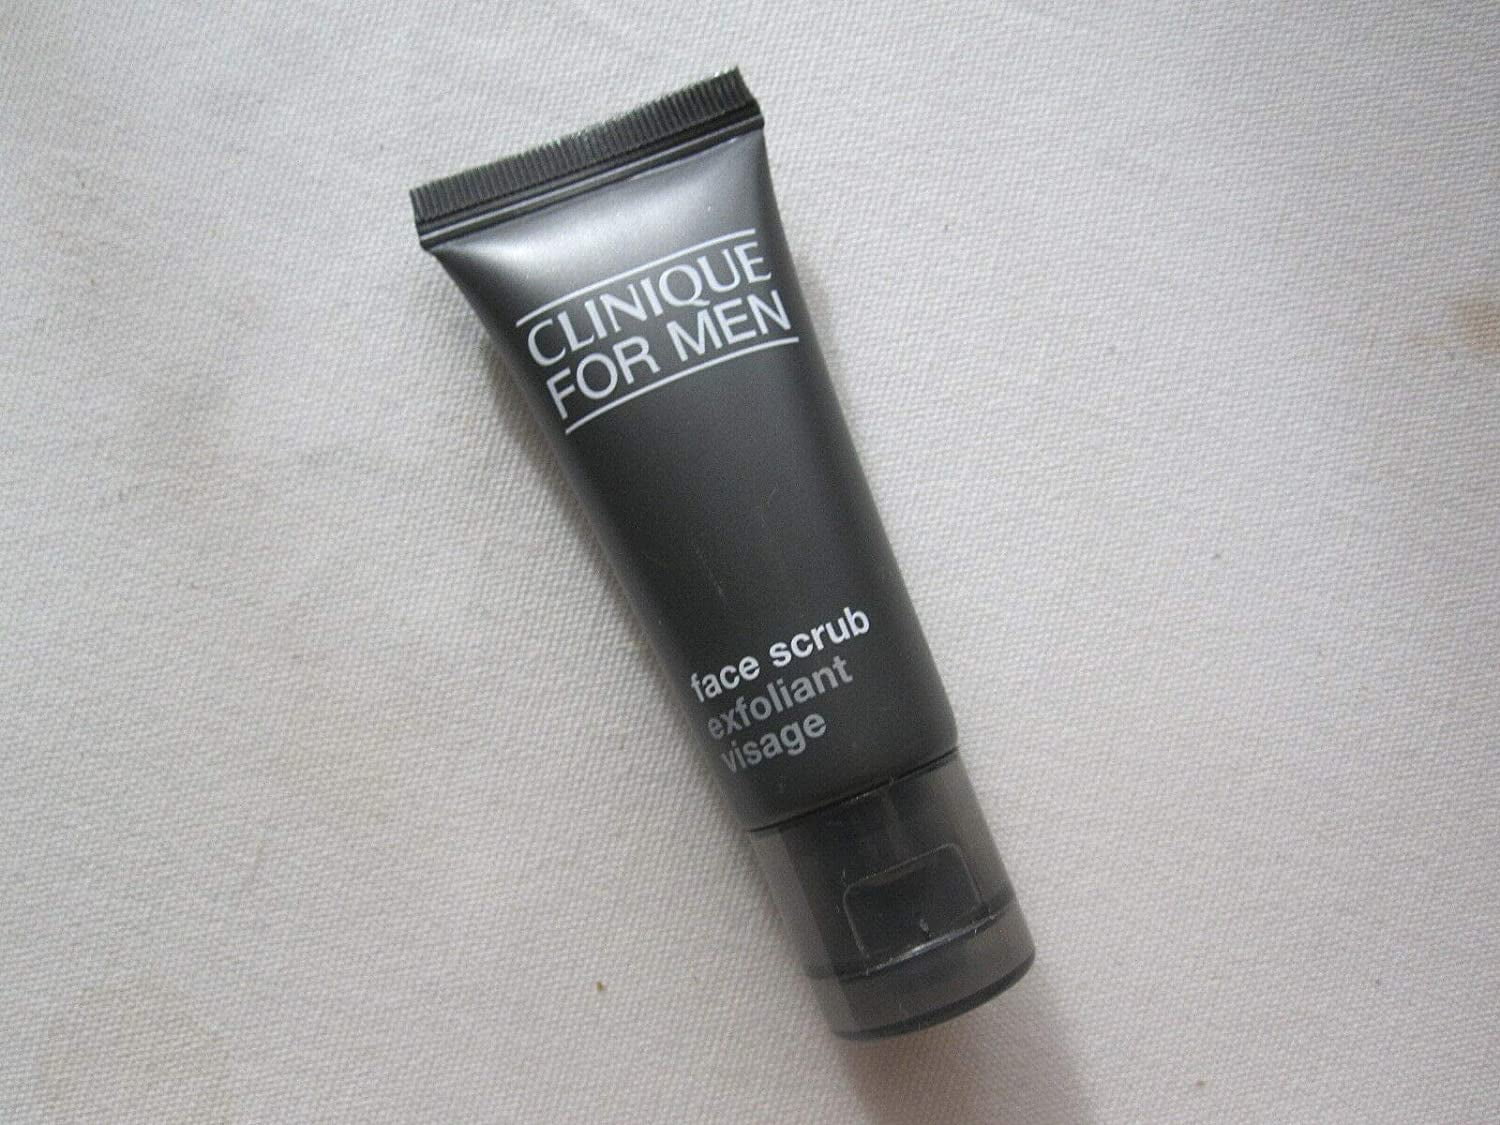 CLINIQUE
FOR MEN
face scrub
exfoliant
visage